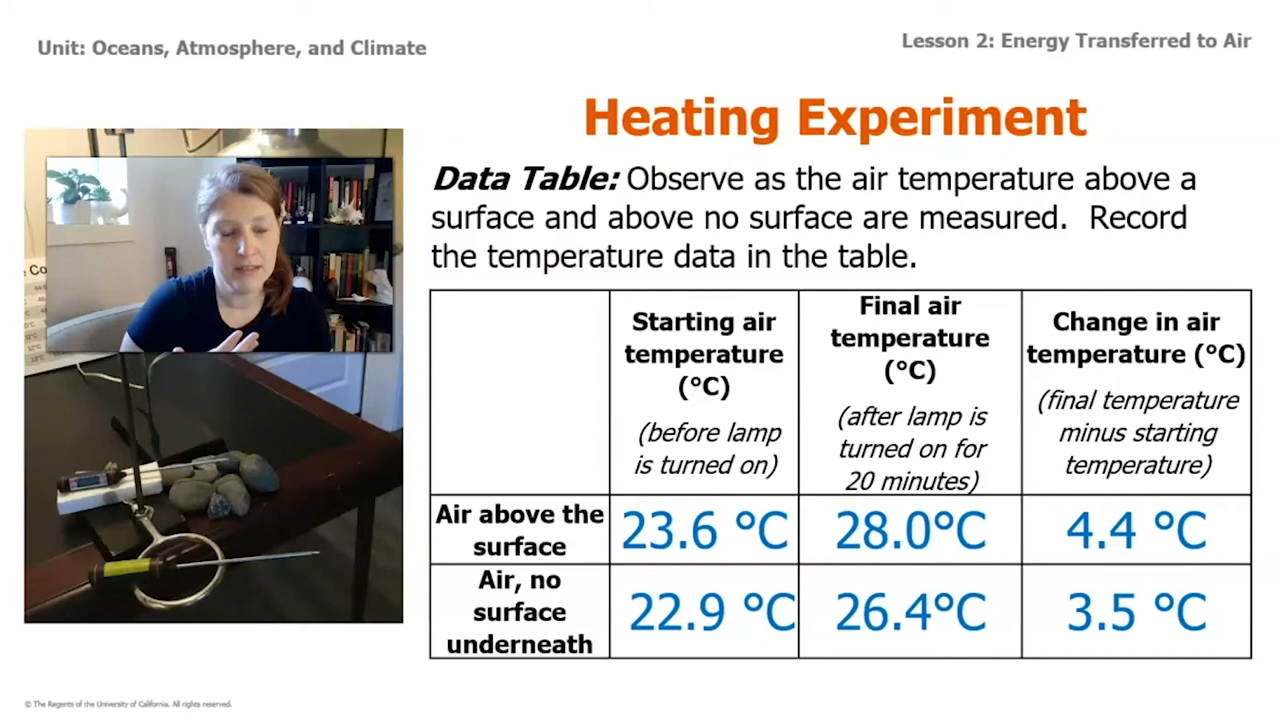 Unit: Oceans, Atmosphere, and Climate
Lesson 2: Energy Transferred to Air
Heating Experiment
Data Table: Observe as the air temperature above a
surface and above no surface are measured. Record
the temperature data in the table.
Starting air
temperature
(°C)
(before lamp
is turned on)
Final air
temperature
(°C)
(after lamp is
turned on for
20 minutes)
Change in air
temperature (°C)
(final temperature
minus starting
temperature)
Air above the
surface
23.6 °C
28.0°C
4.4 °C
Air, no
surface
underneath
22.9 °C
26.4°C
3.5 °C
© The Regents of the University of California. All rights reserved.